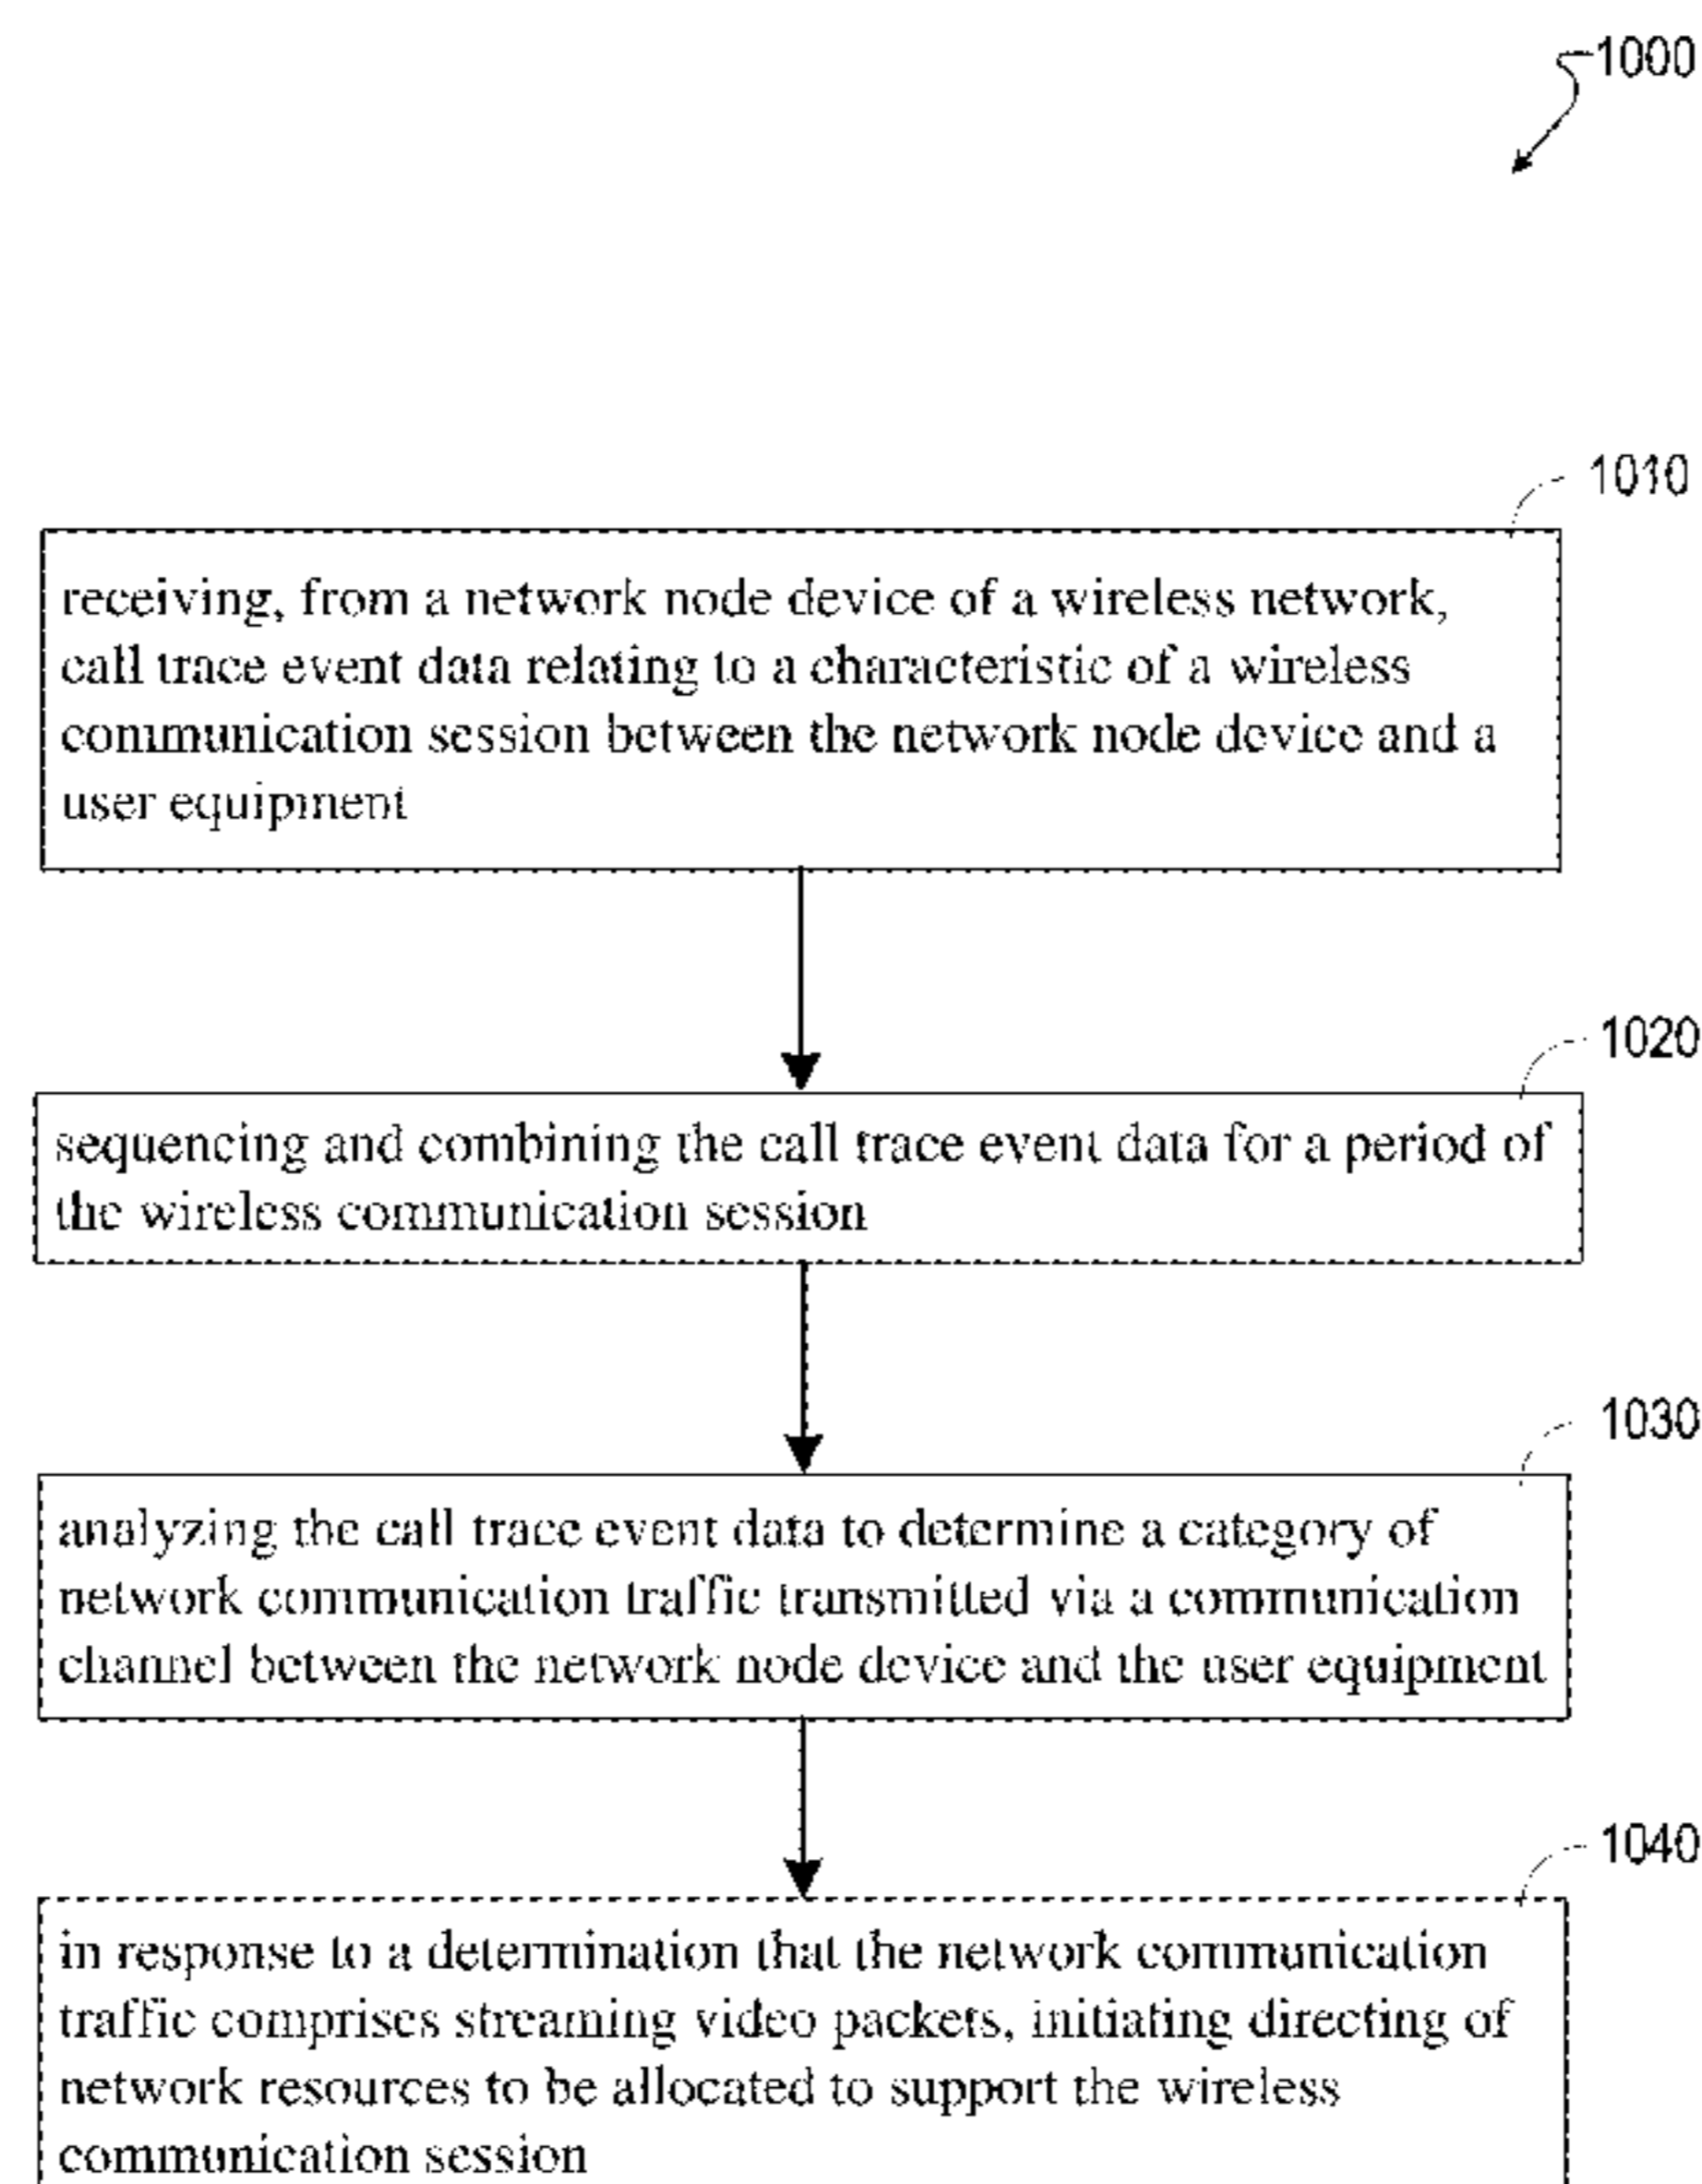 1000
1010
receiving, from a network node device of a wireless network,
call trace event data relating to a characteristic of a wireless
communication session between the network node device and a
user equipment
1020
sequencing and combining the call trace event data for a period of
the wireless communication session
1030
analyzing the call trace event data to determine a category of
network communication traffic transmitted via a communication
channel between the network node device and the user equipment
1040
in response to a determination that the network communication
traffic comprises streaming video packets, initiating directing of
network resources to be allocated to support the wireless
communication session